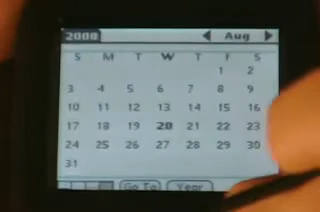 2008 Aug
S M T W T F S
1 2
3 4 5 6 7 8 9
10 11 12 13 14 15 16
17 18 19 20 21 22 23
24 25 26 27 28 29 30
31
Go To Year